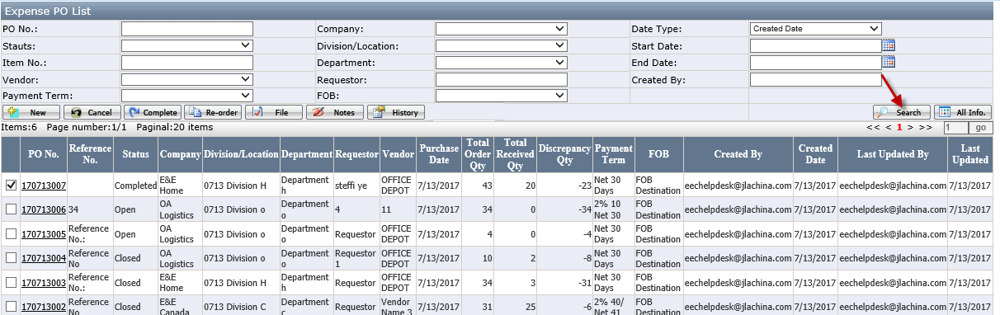 Expense PO List
PO No.: Company: Date Type: Created Date
Stauts: Division/Location: Start Date:
Item No.: Department: End Date:
Vendor: Requestor: Created By:
Payment Term: FOB:
New Cancel Complete Re-order File Notes History Search All Info.
Items:6 Page number:1/1 Paginal:20 items << < 1 > >> 1 go
PO No. Reference No. Status Company Division/Location Department Requestor Vendor Purchase Date Total Order Qty Total Received Qty Discrepancy Qty Payment Term FOB Created By Created Date Last Updated By Last Updated
170713007 Completed E&E Home 0713 Division H Department h steffi ye OFFICE DEPOT 7/13/2017 43 20 -23 Net 30 Days FOB Destination eechelpdesk@jlachina.com 7/13/2017 eechelpdesk@jlachina.com 7/13/2017
170713006 34 Open OA Logistics 0713 Division o Department o 4 11 7/13/2017 34 0 -34 2% 10 Net 30 FOB Destination eechelpdesk@jlachina.com 7/13/2017 eechelpdesk@jlachina.com 7/13/2017
170713005 Reference No.: Open OA Logistics 0713 Division o Department o Requestor OFFICE DEPOT 7/13/2017 4 0 -4 Net 30 Days FOB Destination eechelpdesk@jlachina.com 7/13/2017 eechelpdesk@jlachina.com 7/13/2017
170713004 Reference No Closed OA Logistics 0713 Division o Department o Requestor 1 OFFICE DEPOT 7/13/2017 10 2 -8 Net 30 Days FOB Destination eechelpdesk@jlachina.com 7/13/2017 eechelpdesk@jlachina.com 7/13/2017
170713003 Reference No.: Closed E&E Home 0713 Division H Department h Requestor OFFICE DEPOT 7/13/2017 34 3 -31 Net 30 Days FOB Destination eechelpdesk@jlachina.com 7/13/2017 eechelpdesk@jlachina.com 7/13/2017
170713002 Reference No Closed E&E Canada 0713 Division C Department c Requestor Vendor Name 3 7/13/2017 31 25 -6 2% 40/ Net 41 FOB Destination eechelpdesk@jlachina.com 7/13/2017 eechelpdesk@jlachina.com 7/13/2017